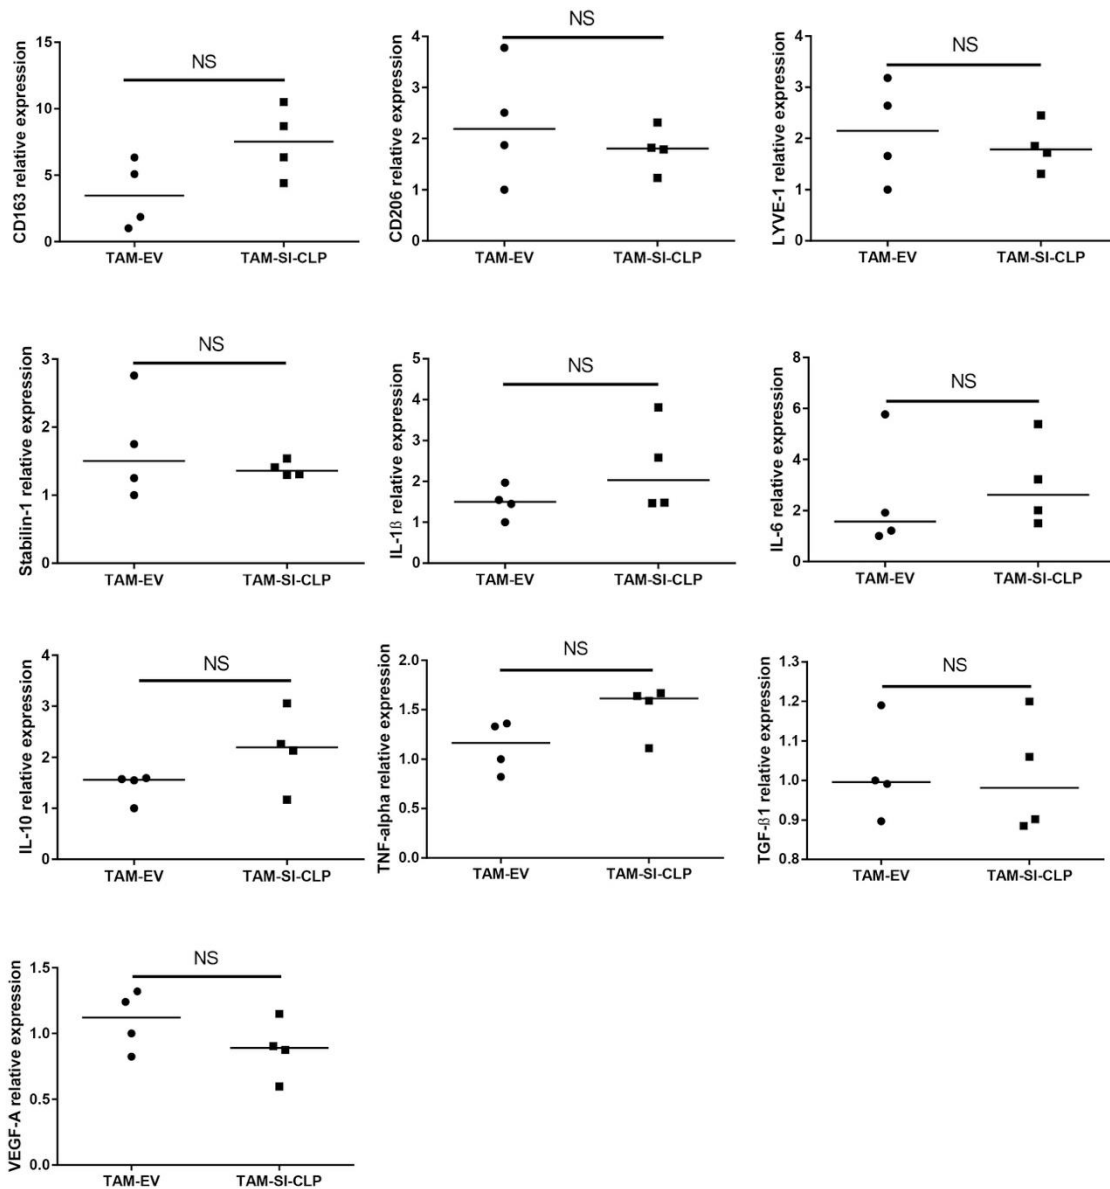 CD163 relative expression
15
10
5
0
NS
TAM-EV
TAM-SI-CLP
CD206 relative expression
4
3
2
1
0
NS
TAM-EV
TAM-SI-CLP
LYVE-1 relative expression
4
3
2
1
0
NS
TAM-EV
TAM-SI-CLP
Stabilin-1 relative expression
3
2
1
0
NS
TAM-EV
TAM-SI-CLP
IL-1ß relative expression
5
4
3
2
1
0
NS
TAM-EV
TAM-SI-CLP
IL-6 relative expression
8
6
4
2
0
NS
TAM-EV
TAM-SI-CLP
IL-10 relative expression
4
3
2
1
0
NS
TAM-EV
TAM-SI-CLP
TNF-alpha relative expression
2.0
1.5
1.0
0.5
0.0
NS
TAM-EV
TAM-SI-CLP
TGF-ß1 relative expression
1.3
1.2
1.1
1.0
0.9
0.8
NS
TAM-EV
TAM-SI-CLP
VEGF-A relative expression
1.5
1.0
0.5
0.0
NS
TAM-EV
TAM-SI-CLP